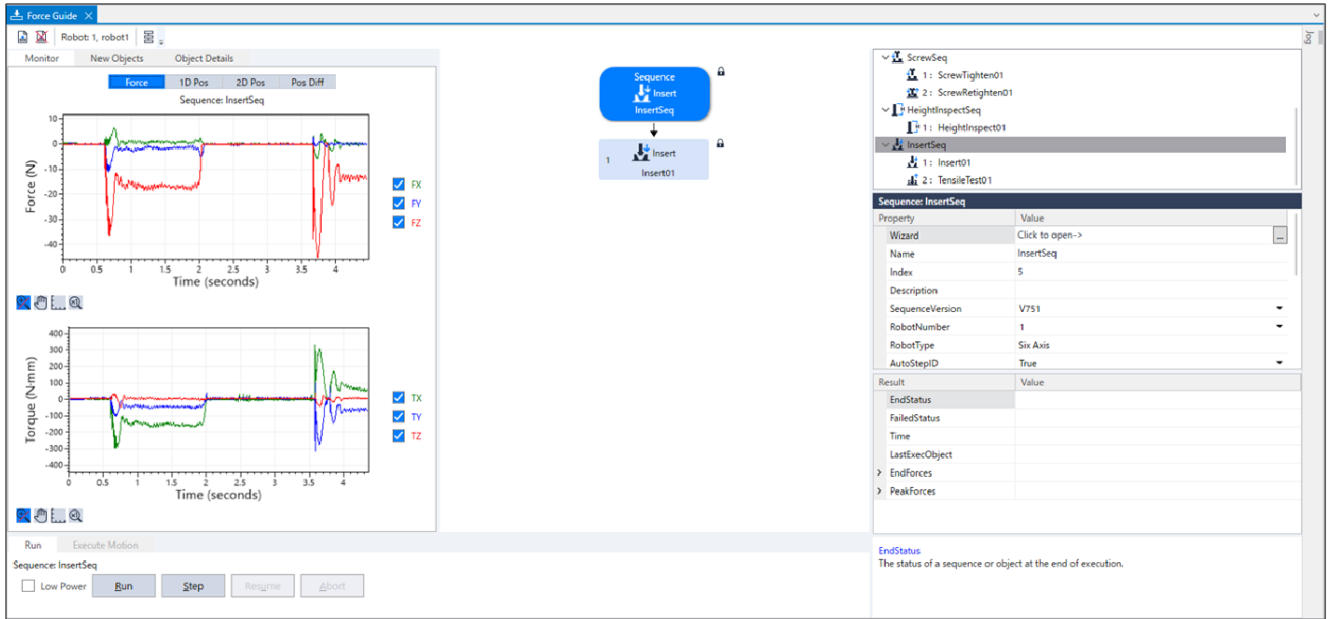 Force Guide
Jog
Robot: 1, robot1
Monitor New Objects Object Details
Force 1D Pos 2D Pos Pos Diff
Sequence: InsertSeq
Force (N)
10
0
-10
-20
-30
-40
0 0.5 1 1.5 2 2.5 3 3.5 4
Time (seconds)
FX
FY
FZ
Torque (N·mm)
400
300
200
100
0
-100
-200
-300
-400
0 0.5 1 1.5 2 2.5 3 3.5 4
Time (seconds)
TX
TY
TZ
Run Execute Motion
Sequence: InsertSeq
Low Power Run Step Resume Abort
Sequence
Insert
InsertSeq
1 Insert
Insert01
ScrewSeq
1 : ScrewTighten01
2 : ScrewRetighten01
HeightInspectSeq
1 : HeightInspect01
InsertSeq
1 : Insert01
2 : TensileTest01
Sequence: InsertSeq
Property Value
Wizard Click to open-> ...
Name InsertSeq
Index 5
Description
SequenceVersion V751
RobotNumber 1
RobotType Six Axis
AutoStepID True
Result Value
EndStatus
FailedStatus
Time
LastExecObject
EndForces
PeakForces
EndStatus
The status of a sequence or object at the end of execution.